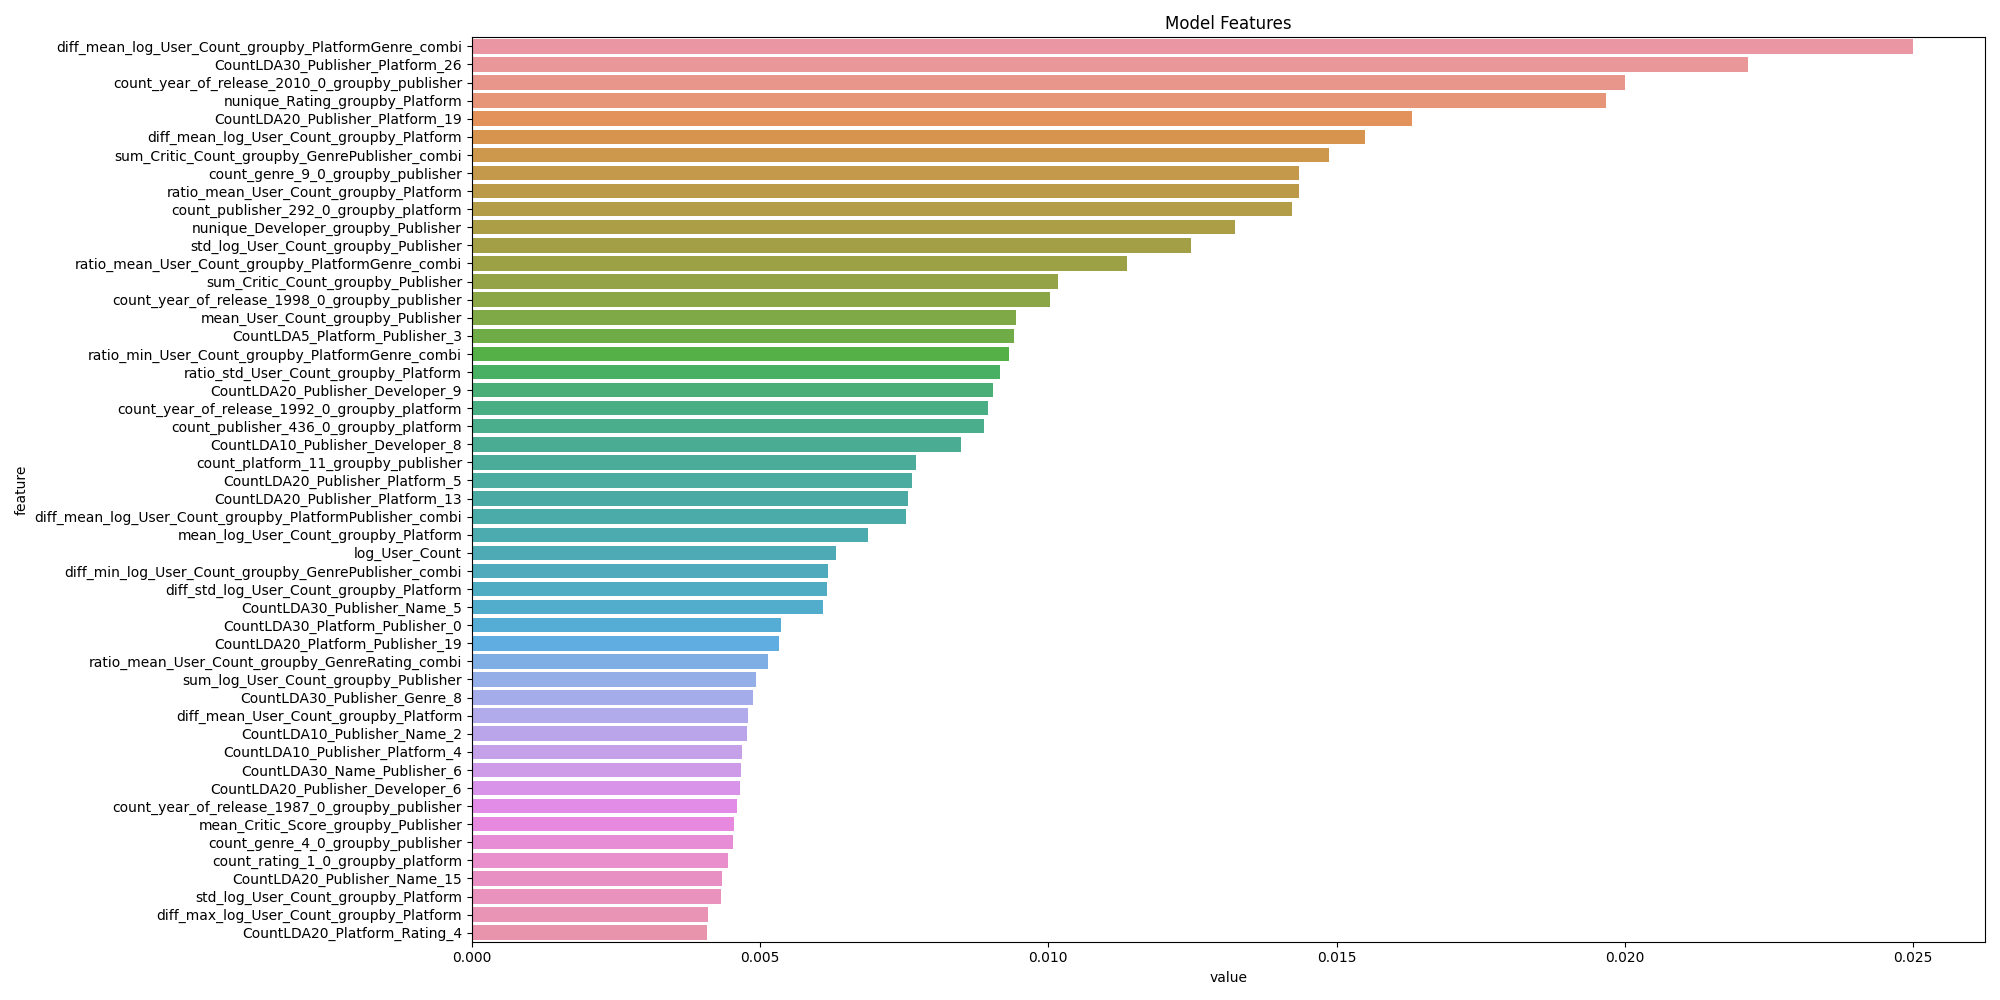 Model Features
diff_mean_log_User_Count_groupby_PlatformGenre_combi
CountLDA30_Publisher_Platform_26
count_year_of_release_2010_0_groupby_publisher
nunique_Rating_groupby_Platform
CountLDA20_Publisher_Platform_19
diff_mean_log_User_Count_groupby_Platform
sum_Critic_Count_groupby_GenrePublisher_combi
count_genre_9_0_groupby_publisher
ratio_mean_User_Count_groupby_Platform
count_publisher_292_0_groupby_platform
nunique_Developer_groupby_Publisher
std_log_User_Count_groupby_Publisher
ratio_mean_User_Count_groupby_PlatformGenre_combi
sum_Critic_Count_groupby_Publisher
count_year_of_release_1998_0_groupby_publisher
mean_User_Count_groupby_Publisher
CountLDA5_Platform_Publisher_3
ratio_min_User_Count_groupby_PlatformGenre_combi
ratio_std_User_Count_groupby_Platform
CountLDA20_Publisher_Developer_9
count_year_of_release_1992_0_groupby_platform
count_publisher_436_0_groupby_platform
CountLDA10_Publisher_Developer_8
count_platform_11_groupby_publisher
CountLDA20_Publisher_Platform_5
CountLDA20_Publisher_Platform_13
diff_mean_log_User_Count_groupby_PlatformPublisher_combi
mean_log_User_Count_groupby_Platform
log_User_Count
diff_min_log_User_Count_groupby_GenrePublisher_combi
diff_std_log_User_Count_groupby_Platform
CountLDA30_Publisher_Name_5
CountLDA30_Platform_Publisher_0
CountLDA20_Platform_Publisher_19
ratio_mean_User_Count_groupby_GenreRating_combi
sum_log_User_Count_groupby_Publisher
CountLDA30_Publisher_Genre_8
diff_mean_User_Count_groupby_Platform
CountLDA10_Publisher_Name_2
CountLDA10_Publisher_Platform_4
CountLDA30_Name_Publisher_6
CountLDA20_Publisher_Developer_6
count_year_of_release_1987_0_groupby_publisher
mean_Critic_Score_groupby_Publisher
count_genre_4_0_groupby_publisher
count_rating_1_0_groupby_platform
CountLDA20_Publisher_Name_15
std_log_User_Count_groupby_Platform
diff_max_log_User_Count_groupby_Platform
CountLDA20_Platform_Rating_4
feature
0.000 0.005 0.010 0.015 0.020 0.025
value